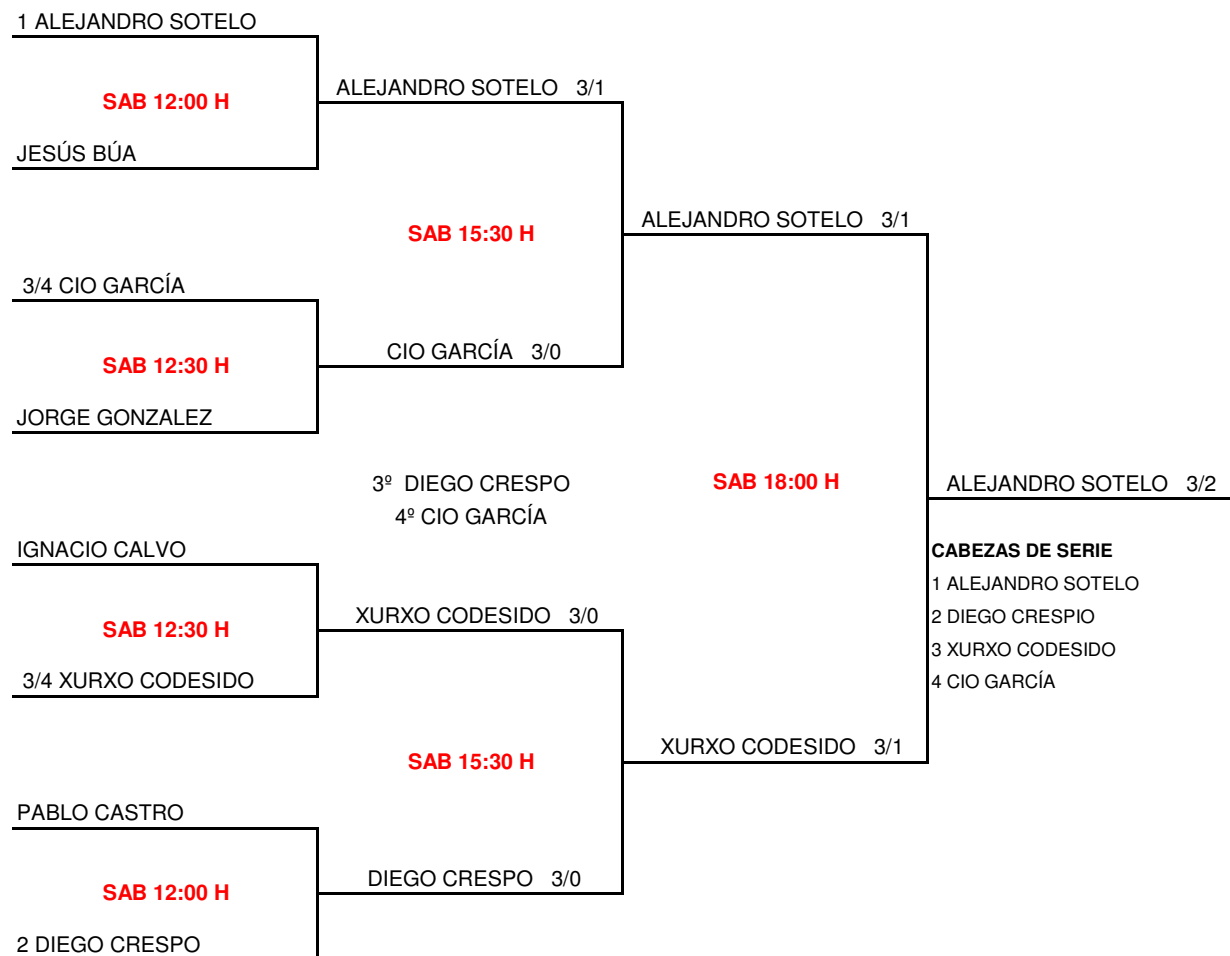 1 ALEJANDRO SOTELO
ALEJANDRO SOTELO 3/1
SAB 12:00 H
JESÚS BÚA
ALEJANDRO SOTELO 3/1
SAB 15:30 H
3/4 CIO GARCÍA
CIO GARCÍA 3/0
SAB 12:30 H
JORGE GONZALEZ
3º DIEGO CRESPO
4º CIO GARCÍA
SAB 18:00 H
ALEJANDRO SOTELO 3/2
IGNACIO CALVO
CABEZAS DE SERIE
1 ALEJANDRO SOTELO
2 DIEGO CRESPIO
3 XURXO CODESIDO
4 CIO GARCÍA
XURXO CODESIDO 3/0
SAB 12:30 H
3/4 XURXO CODESIDO
XURXO CODESIDO 3/1
SAB 15:30 H
PABLO CASTRO
DIEGO CRESPO 3/0
SAB 12:00 H
2 DIEGO CRESPO